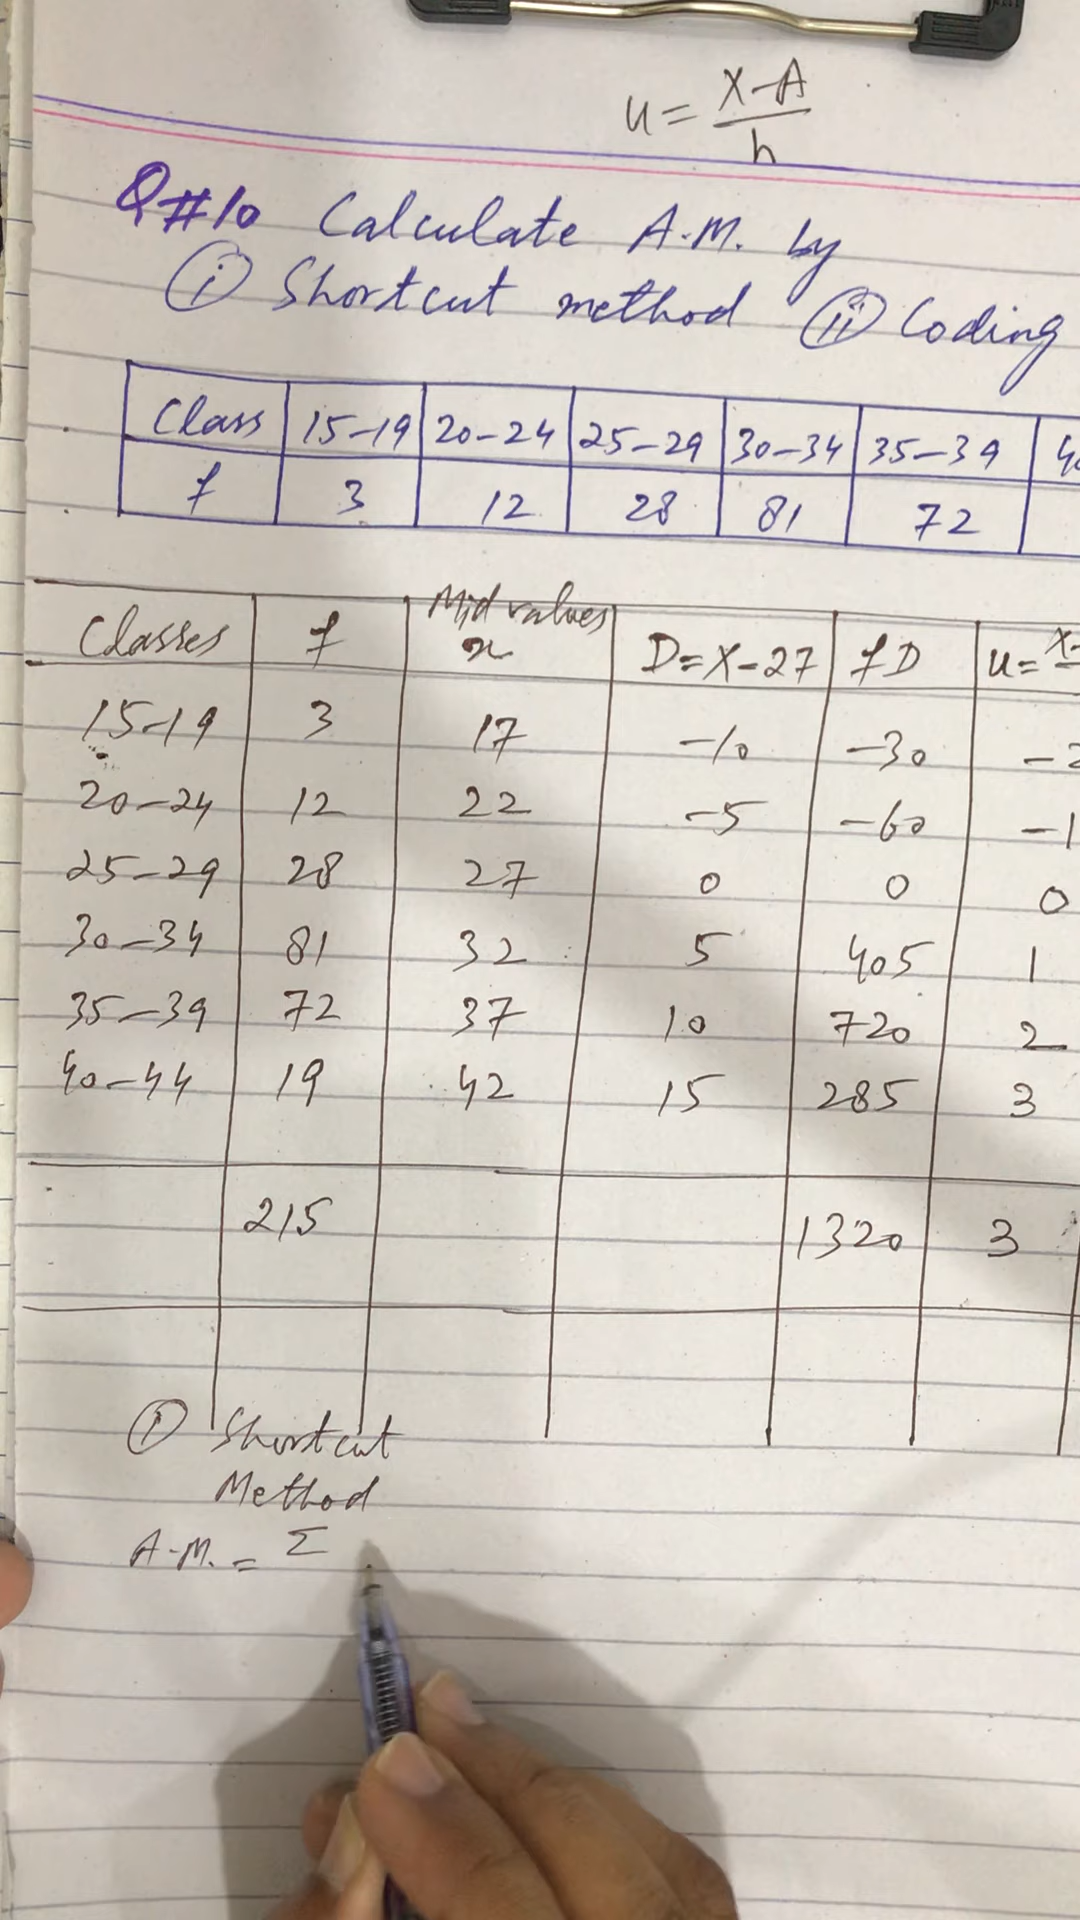 u = X-A
h
Q#10 Calculate A.M. by
(i) Shortcut method (ii) Coding
Class 15-19 20-24 25-29 30-34 35-39
f 3 12 28 81 72
Classes f Mid values x D=X-27 fD u= X-
15-19 3 17 -10 -30 -2
20-24 12 22 -5 -60 -1
25-29 28 27 0 0 0
30-34 81 32 5 405 1
35-39 72 37 10 720 2
40-44 19 42 15 285 3
215 1320 3
(i) Shortcut
Method
A.M. = Σ